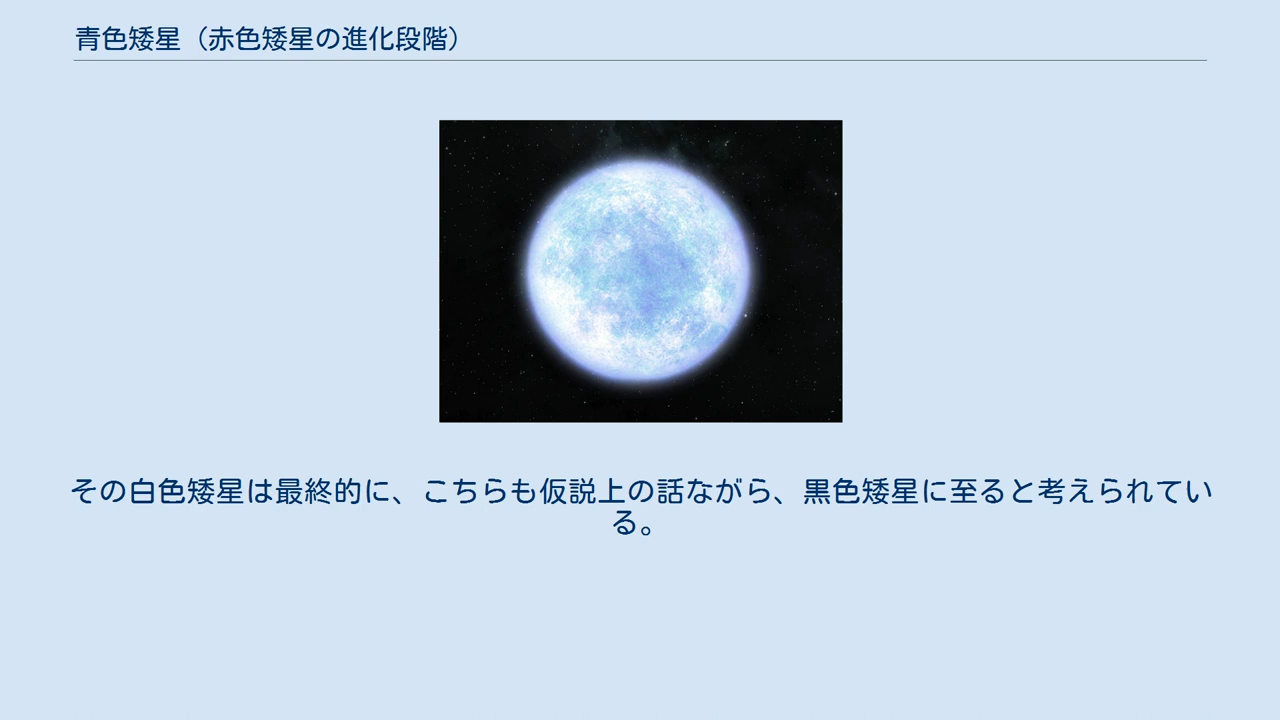 青色矮星（赤色矮星の進化段階）
その白色矮星は最終的に、こちらも仮説上の話ながら、黒色矮星に至ると考えられてい
る。